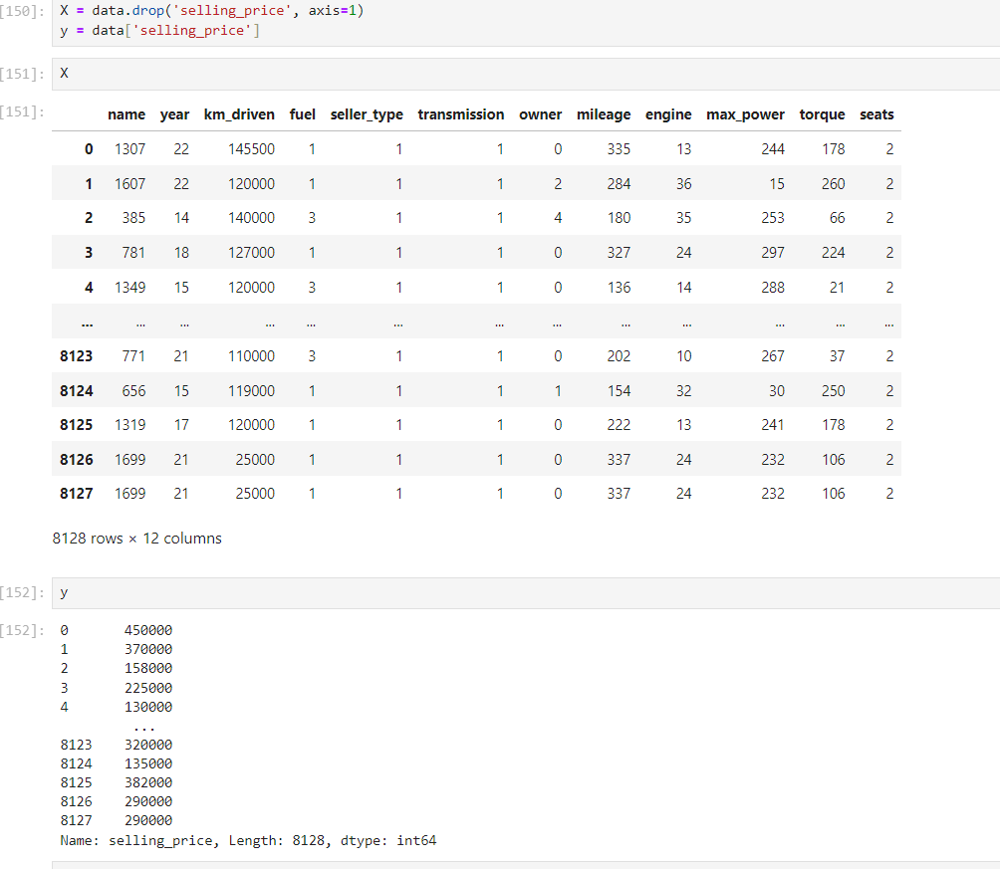 [150]: X = data.drop('selling_price', axis=1)
y = data['selling_price']
[151]: X
[151]: name year km_driven fuel seller_type transmission owner mileage engine max_power torque seats
0 1307 22 145500 1 1 1 0 335 13 244 178 2
1 1607 22 120000 1 1 1 2 284 36 15 260 2
2 385 14 140000 3 1 1 4 180 35 253 66 2
3 781 18 127000 1 1 1 0 327 24 297 224 2
4 1349 15 120000 3 1 1 0 136 14 288 21 2
... ... ... ... ... ... ... ... ... ... ... ... ...
8123 771 21 110000 3 1 1 0 202 10 267 37 2
8124 656 15 119000 1 1 1 1 154 32 30 250 2
8125 1319 17 120000 1 1 1 0 222 13 241 178 2
8126 1699 21 25000 1 1 1 0 337 24 232 106 2
8127 1699 21 25000 1 1 1 0 337 24 232 106 2
8128 rows × 12 columns
[152]: y
[152]: 0 450000
1 370000
2 158000
3 225000
4 130000
...
8123 320000
8124 135000
8125 382000
8126 290000
8127 290000
Name: selling_price, Length: 8128, dtype: int64